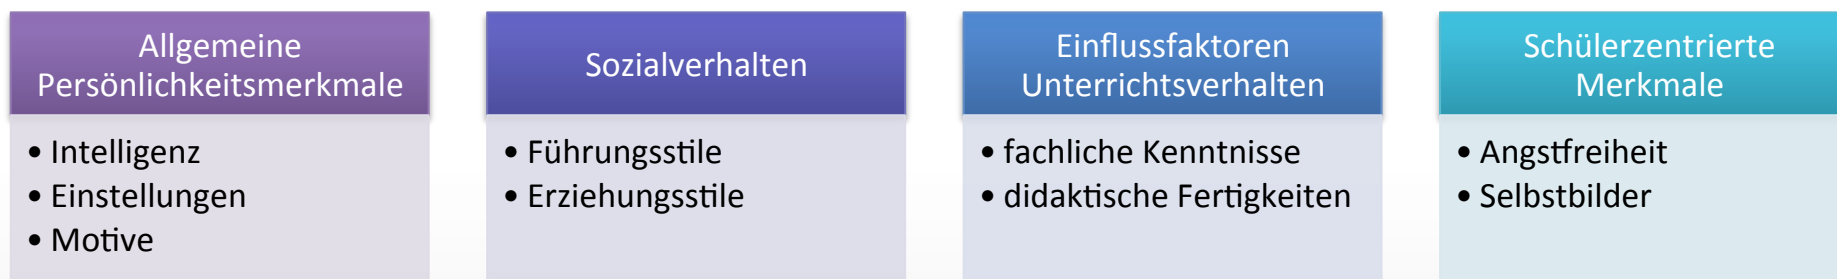 Allgemeine
Persönlichkeitsmerkmale
• Intelligenz
• Einstellungen
• Motive
Sozialverhalten
• Führungsstile
• Erziehungsstile
Einflussfaktoren
Unterrichtsverhalten
• fachliche Kenntnisse
• didaktische Fertigkeiten
Schülerzentrierte
Merkmale
• Angstfreiheit
• Selbstbilder